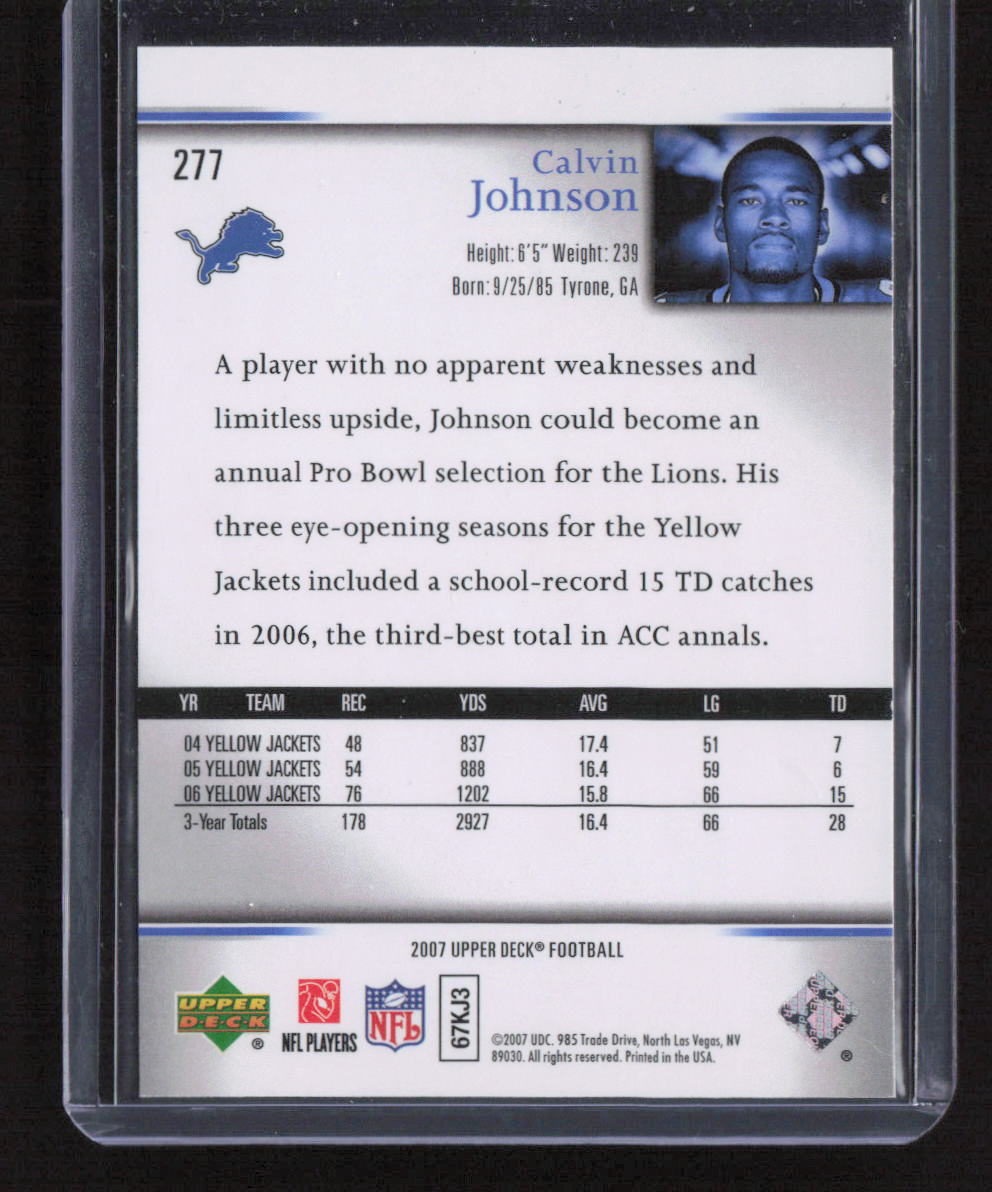 277
Calvin
Johnson
Height: 6'5" Weight: 239
Born: 9/25/85 Tyrone, GA
A player with no apparent weaknesses and
limitless upside, Johnson could become an
annual Pro Bowl selection for the Lions. His
three eye-opening seasons for the Yellow
Jackets included a school-record 15 TD catches
in 2006, the third-best total in ACC annals.
YR TEAM REC YDS AVG LG TD
04 YELLOW JACKETS 48 837 17.4 51 7
05 YELLOW JACKETS 54 888 16.4 59 6
06 YELLOW JACKETS 76 1202 15.8 66 15
3-Year Totals 178 2927 16.4 66 28
2007 UPPER DECK® FOOTBALL
UPPER
D·E·C·K
®
NFL PLAYERS
NFL
67KJ3
©2007 UDC. 985 Trade Drive, North Las Vegas, NV
89030. All rights reserved. Printed in the USA.
®